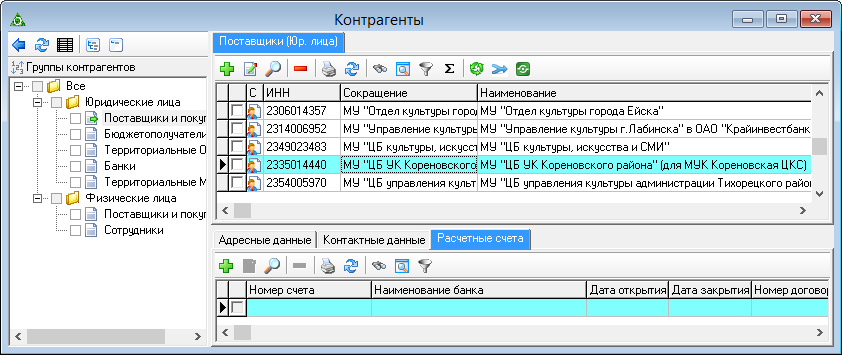 Контрагенты
Группы контрагентов
Все
Юридические лица
Поставщики и покуп
Бюджетополучатели
Территориальные О
Банки
Территориальные М
Физические лица
Поставщики и покуп
Сотрудники
Поставщики (Юр. лица)
С ИНН Сокращение Наименование
2306014357 МУ "Отдел культуры горо МУ "Отдел культуры города Ейска"
2314006952 МУ "Управление культур МУ "Управление культуры г.Лабинска" в ОАО "Крайинвестбанк
2349023483 МУ "ЦБ культуры, искусст МУ "ЦБ культуры, искусства и СМИ"
2335014440 МУ "ЦБ УК Кореновского МУ "ЦБ УК Кореновского района" (для МУК Кореновская ЦКС)
2354005970 МУ "ЦБ управления культ МУ "ЦБ управления культуры администрации Тихорецкого райо
Адресные данные Контактные данные Расчетные счета
Номер счета Наименование банка Дата открытия Дата закрытия Номер договор